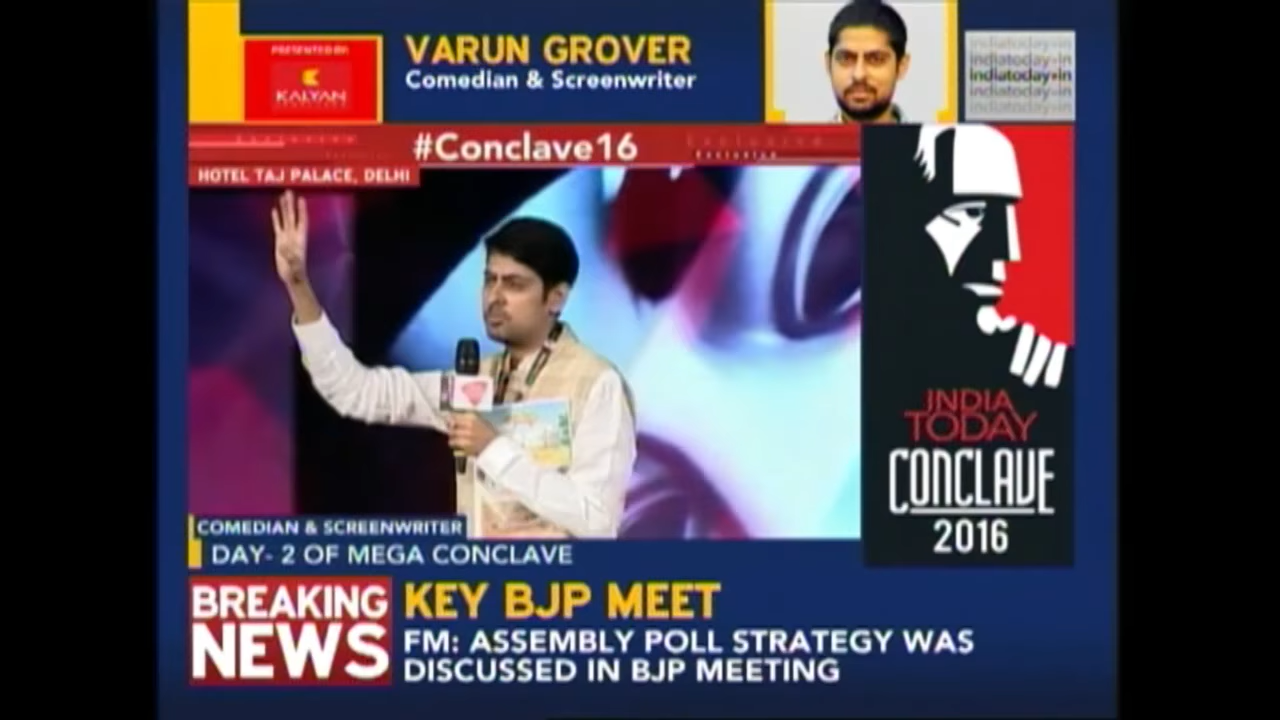 PRESENTED BY:
KALYAN
VARUN GROVER
Comedian & Screenwriter
indiatoday•in
indiatoday•in
indiatoday•in
indiatoday•in
indiatoday•in
#Conclave16
Exclusive
HOTEL TAJ PALACE, DELHI
INDIA
TODAY
CONCLAVE
2016
COMEDIAN & SCREENWRITER
DAY- 2 OF MEGA CONCLAVE
BREAKING
NEWS
KEY BJP MEET
FM: ASSEMBLY POLL STRATEGY WAS
DISCUSSED IN BJP MEETING